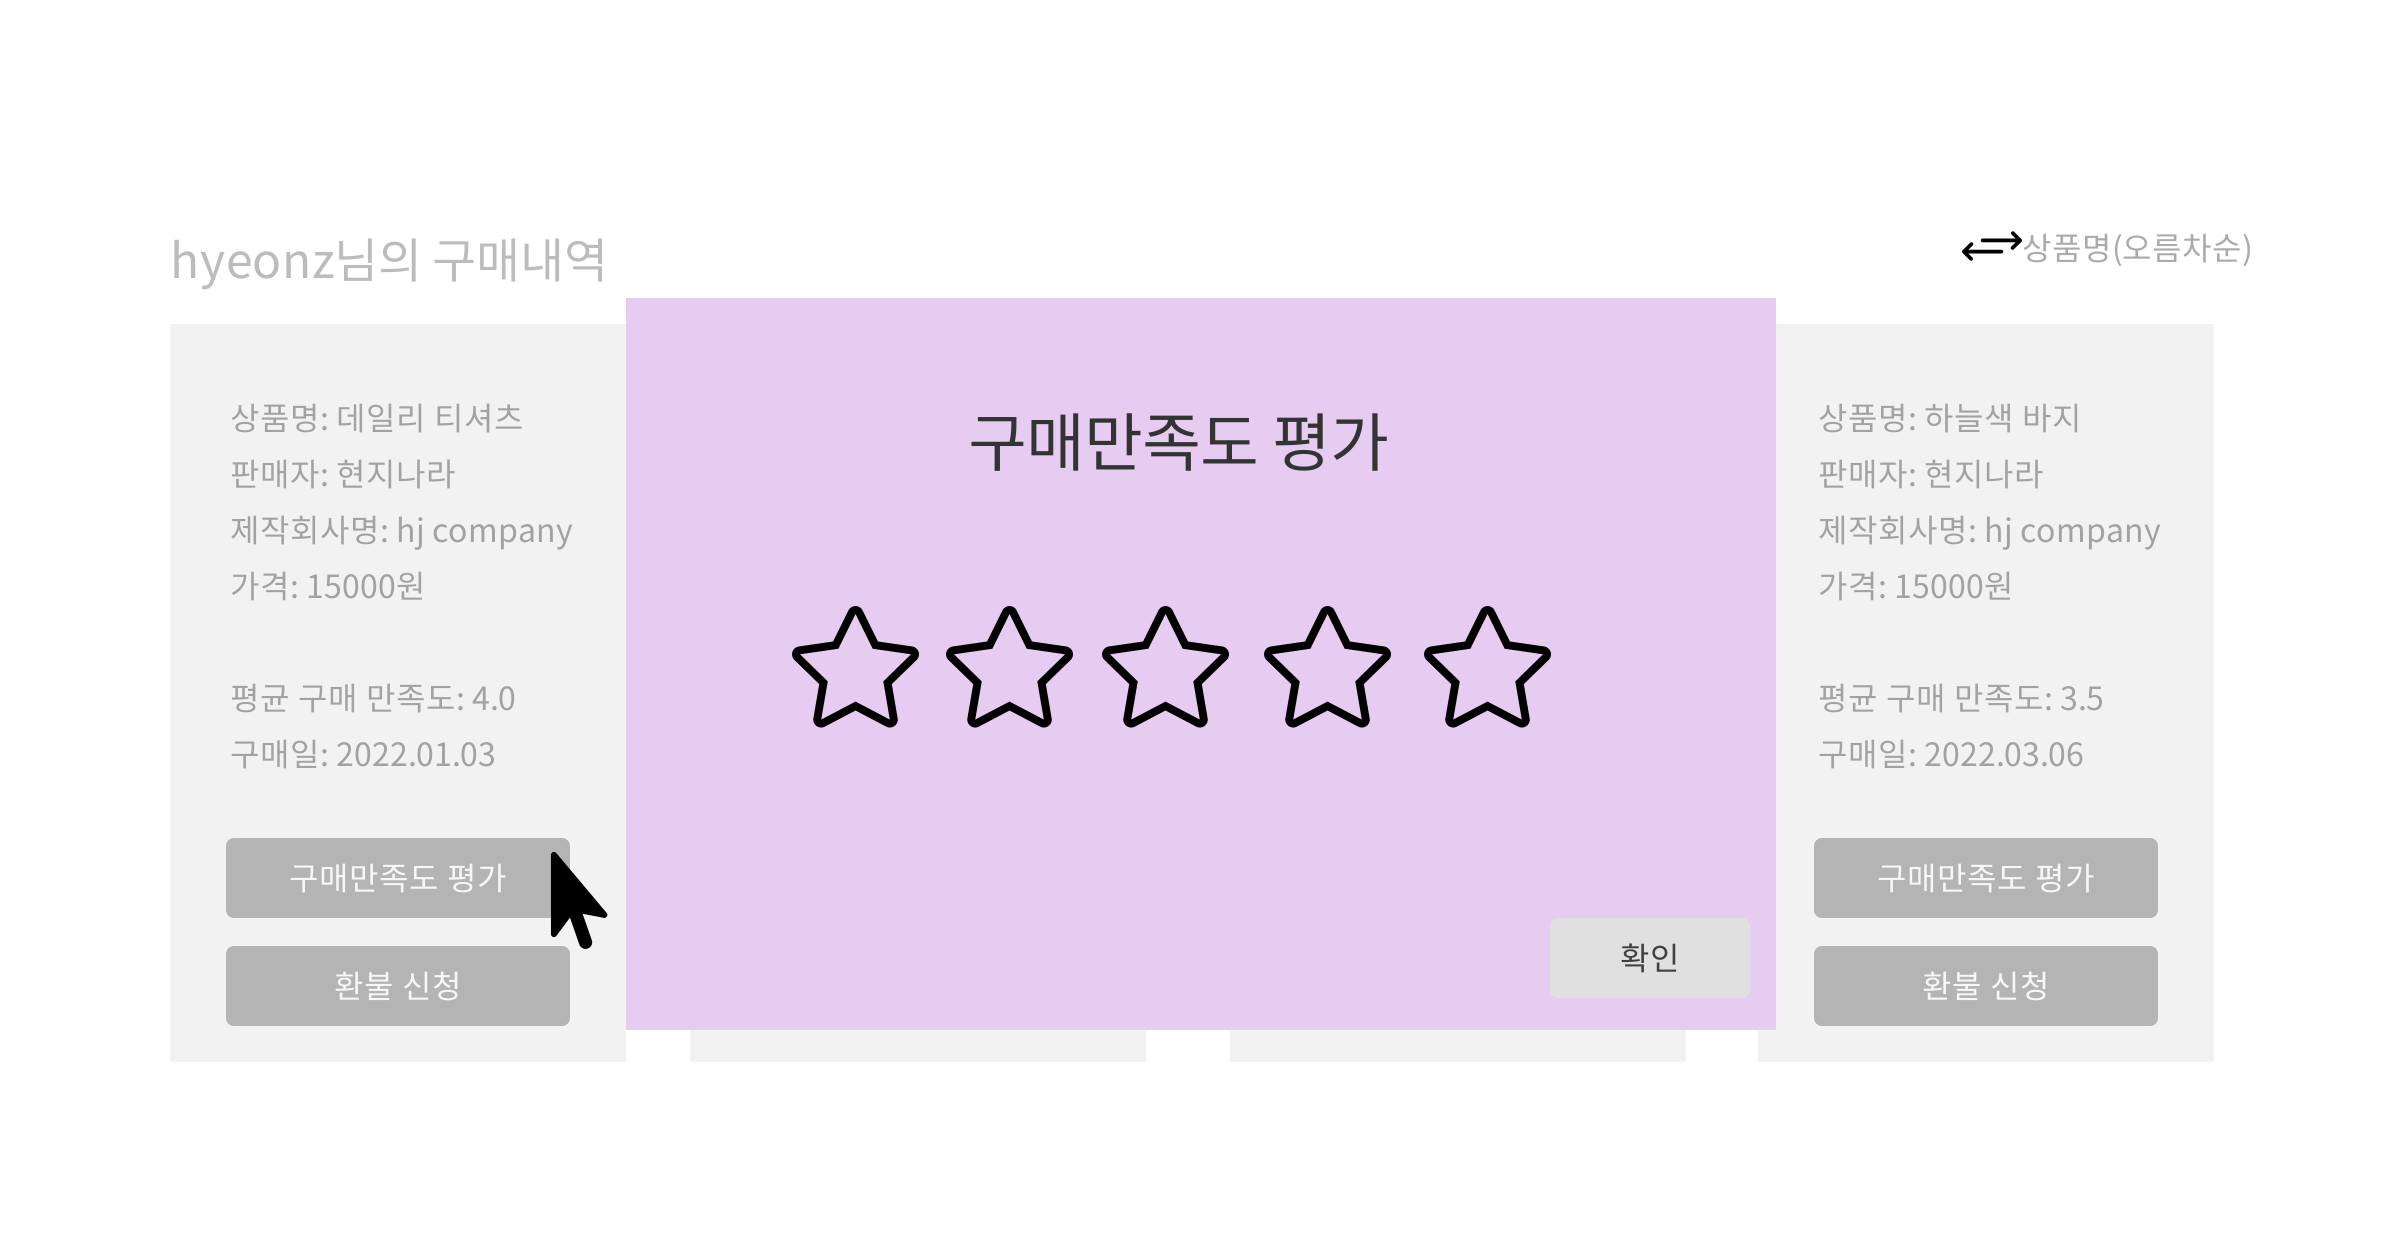 hyeonz님의 구매내역
상품명(오름차순)
상품명: 데일리 티셔츠
판매자: 현지나라
제작회사명: hj company
가격: 15000원
평균 구매 만족도: 4.0
구매일: 2022.01.03
구매만족도 평가
환불 신청
구매만족도 평가
확인
상품명: 하늘색 바지
판매자: 현지나라
제작회사명: hj company
가격: 15000원
평균 구매 만족도: 3.5
구매일: 2022.03.06
구매만족도 평가
환불 신청